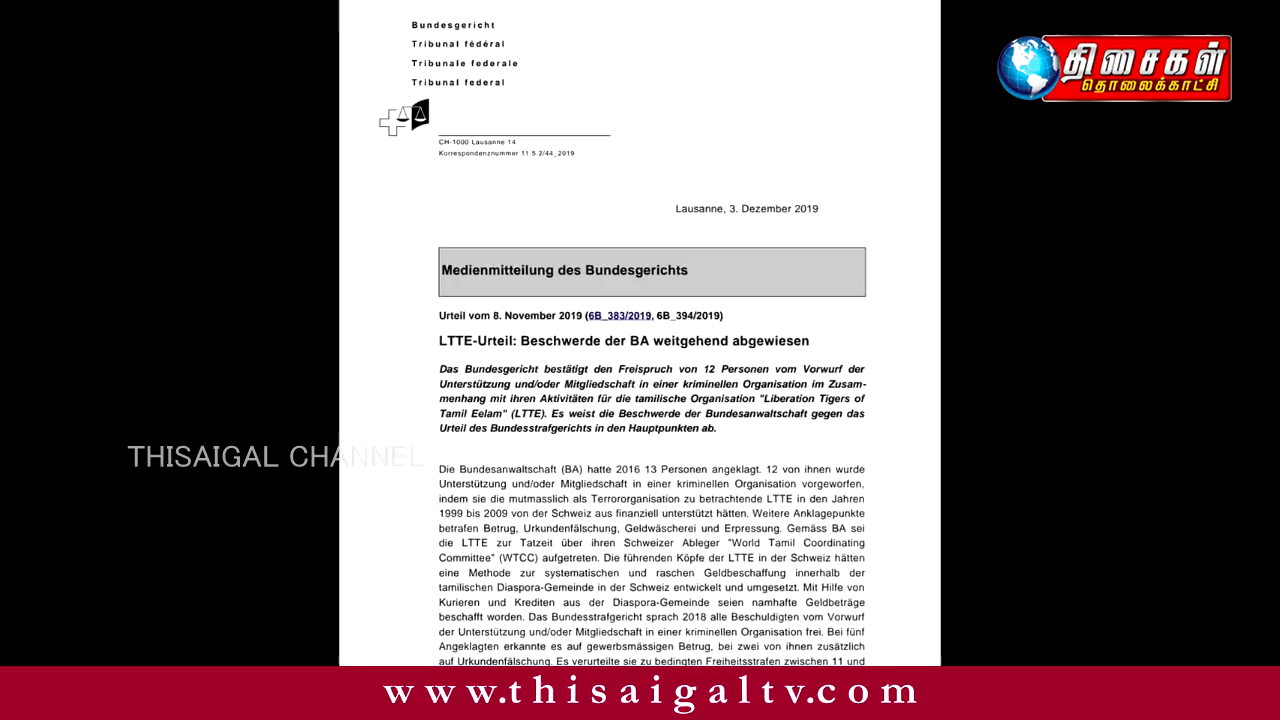 Bundesgericht
Tribunal fédéral
Tribunale federale
Tribunal federal
திசைகள்
தொலைக்காட்சி
CH-1000 Lausanne 14
Korrespondenznummer 11.5.2/44_2019
Lausanne, 3. Dezember 2019
Medienmitteilung des Bundesgerichts
Urteil vom 8. November 2019 (6B_383/2019, 6B_394/2019)
LTTE-Urteil: Beschwerde der BA weitgehend abgewiesen
Das Bundesgericht bestätigt den Freispruch von 12 Personen vom Vorwurf der
Unterstützung und/oder Mitgliedschaft in einer kriminellen Organisation im Zusam-
menhang mit ihren Aktivitäten für die tamilische Organisation "Liberation Tigers of
Tamil Eelam" (LTTE). Es weist die Beschwerde der Bundesanwaltschaft gegen das
Urteil des Bundesstrafgerichts in den Hauptpunkten ab.
THISAIGAL CHANNEL
Die Bundesanwaltschaft (BA) hatte 2016 13 Personen angeklagt. 12 von ihnen wurde
Unterstützung und/oder Mitgliedschaft in einer kriminellen Organisation vorgeworfen,
indem sie die mutmasslich als Terrororganisation zu betrachtende LTTE in den Jahren
1999 bis 2009 von der Schweiz aus finanziell unterstützt hätten. Weitere Anklagepunkte
betrafen Betrug, Urkundenfälschung, Geldwäscherei und Erpressung. Gemäss BA sei
die LTTE zur Tatzeit über ihren Schweizer Ableger "World Tamil Coordinating
Committee" (WTCC) aufgetreten. Die führenden Köpfe der LTTE in der Schweiz hätten
eine Methode zur systematischen und raschen Geldbeschaffung innerhalb der
tamilischen Diaspora-Gemeinde in der Schweiz entwickelt und umgesetzt. Mit Hilfe von
Kurieren und Krediten aus der Diaspora-Gemeinde seien namhafte Geldbeträge
beschafft worden. Das Bundesstrafgericht sprach 2018 alle Beschuldigten vom Vorwurf
der Unterstützung und/oder Mitgliedschaft in einer kriminellen Organisation frei. Bei fünf
Angeklagten erkannte es auf gewerbsmässigen Betrug, bei zwei von ihnen zusätzlich
auf Urkundenfälschung. Es verurteilte sie zu bedingten Freiheitsstrafen zwischen 11 und
www.thisaigaltv.com